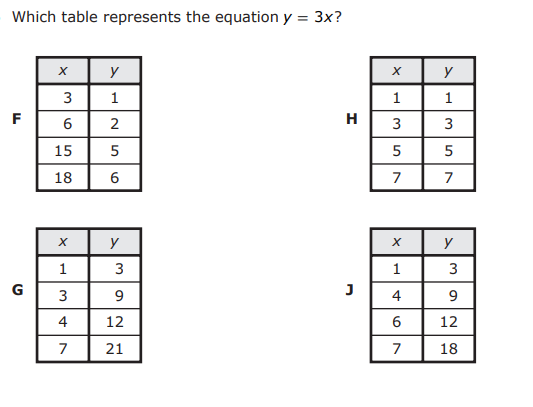 Which table represents the equation y = 3x?
F
x y
3 1
6 2
15 5
18 6
H
x y
1 1
3 3
5 5
7 7
G
x y
1 3
3 9
4 12
7 21
J
x y
1 3
4 9
6 12
7 18